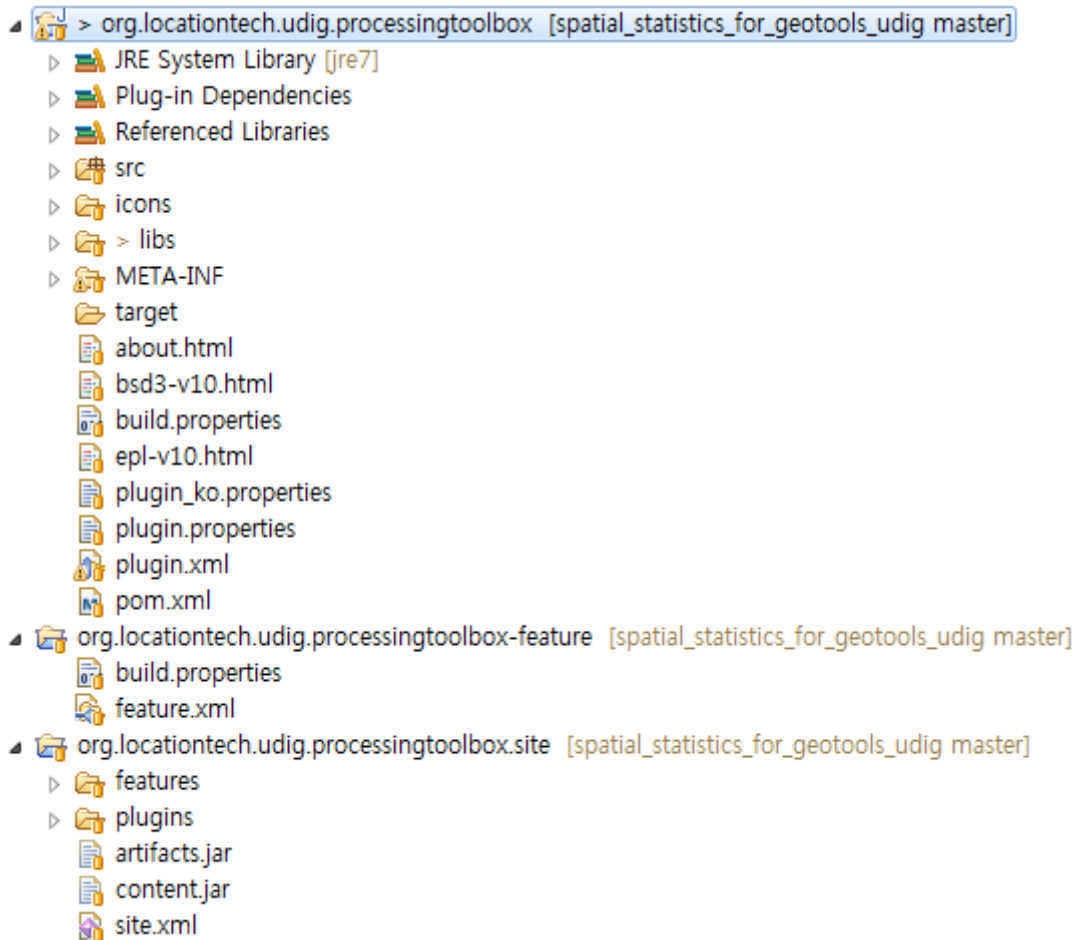 > org.locationtech.udig.processingtoolbox [spatial_statistics_for_geotools_udig master]
JRE System Library [jre7]
Plug-in Dependencies
Referenced Libraries
src
icons
> libs
META-INF
target
about.html
bsd3-v10.html
build.properties
epl-v10.html
plugin_ko.properties
plugin.properties
plugin.xml
pom.xml
org.locationtech.udig.processingtoolbox-feature [spatial_statistics_for_geotools_udig master]
build.properties
feature.xml
org.locationtech.udig.processingtoolbox.site [spatial_statistics_for_geotools_udig master]
features
plugins
artifacts.jar
content.jar
site.xml